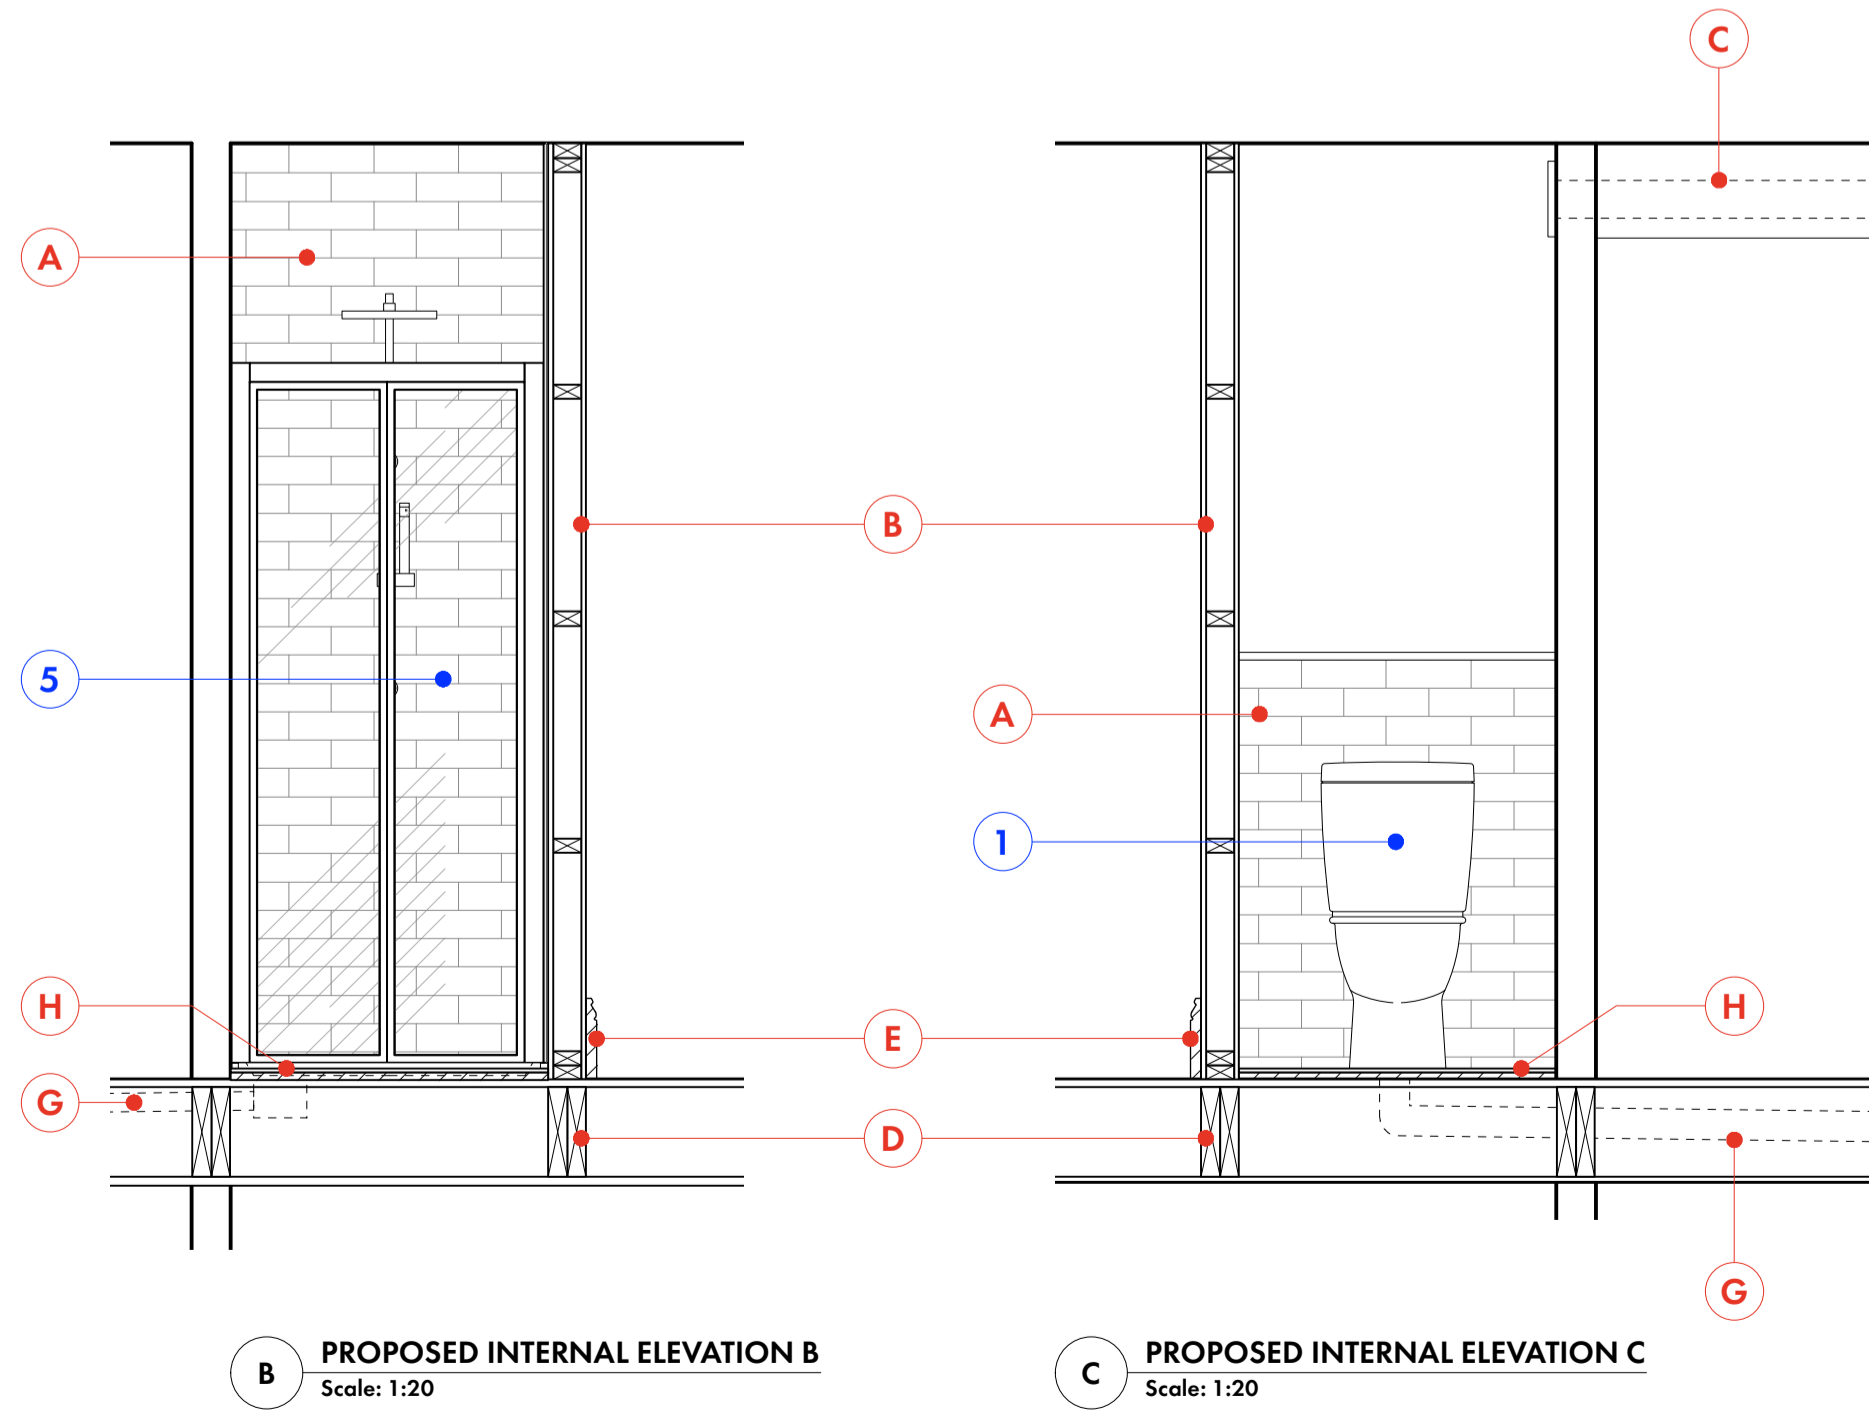 C
A
B
5
A
1
H
E
H
G
D
G
B
PROPOSED INTERNAL ELEVATION B
Scale: 1:20
C
PROPOSED INTERNAL ELEVATION C
Scale: 1:20